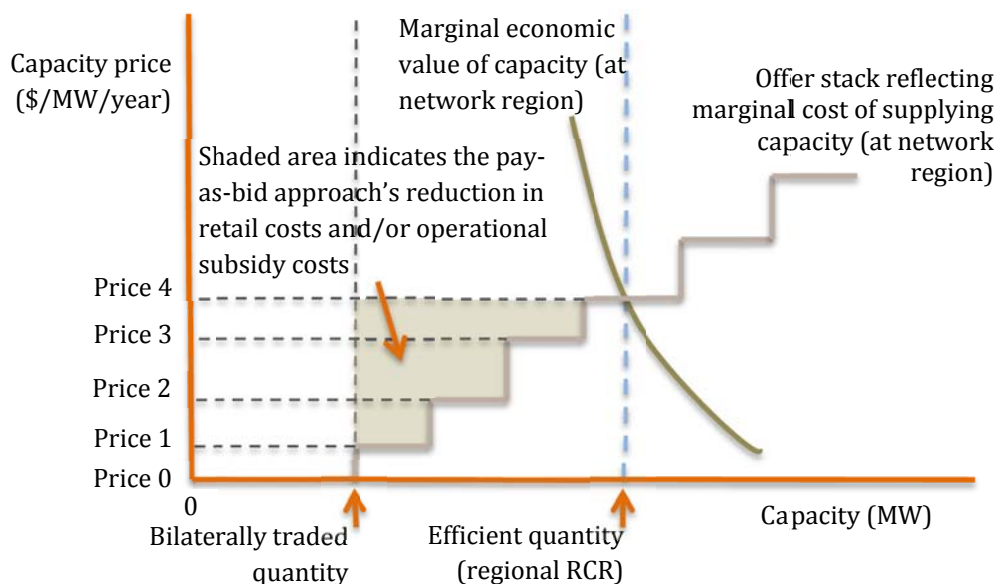 Capacity price
($/MW/year)
Marginal economic
value of capacity (at
network region)
Offer stack reflecting
marginal cost of supplying
capacity (at network
region)
Shaded area indicates the pay-
as-bid approach’s reduction in
retail costs and/or operational
subsidy costs
Price 4
Price 3
Price 2
Price 1
Price 0
0
Bilaterally traded
quantity
Efficient quantity
(regional RCR)
Capacity (MW)